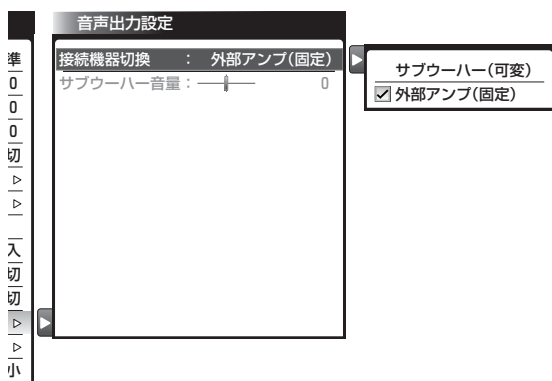 音声出力設定
準
0
0
0
切
入
切
切
小
接続機器切換 : 外部アンプ(固定)
サブウーハー音量: 0
サブウーハー(可変)
外部アンプ(固定)